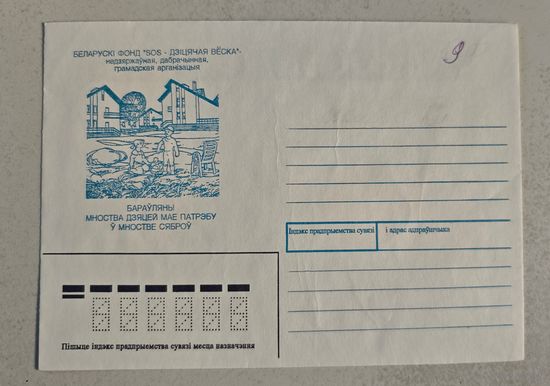 БЕЛАРУСКІ ФОНД "SOS - ДЗІЦЯЧАЯ ВЁСКА"-
недзяржаўная, дабрачынная,
грамадская арганізацыя
9
БАРАЎЛЯНЫ
МНОСТВА ДЗЯЦЕЙ МАЕ ПАТРЭБУ
Ў МНОСТВЕ СЯБРОЎ
Індэкс прадпрыемства сувязі і адрас адпраўшчыка
Пішыце індэкс прадпрыемства сувязі месца назначэння